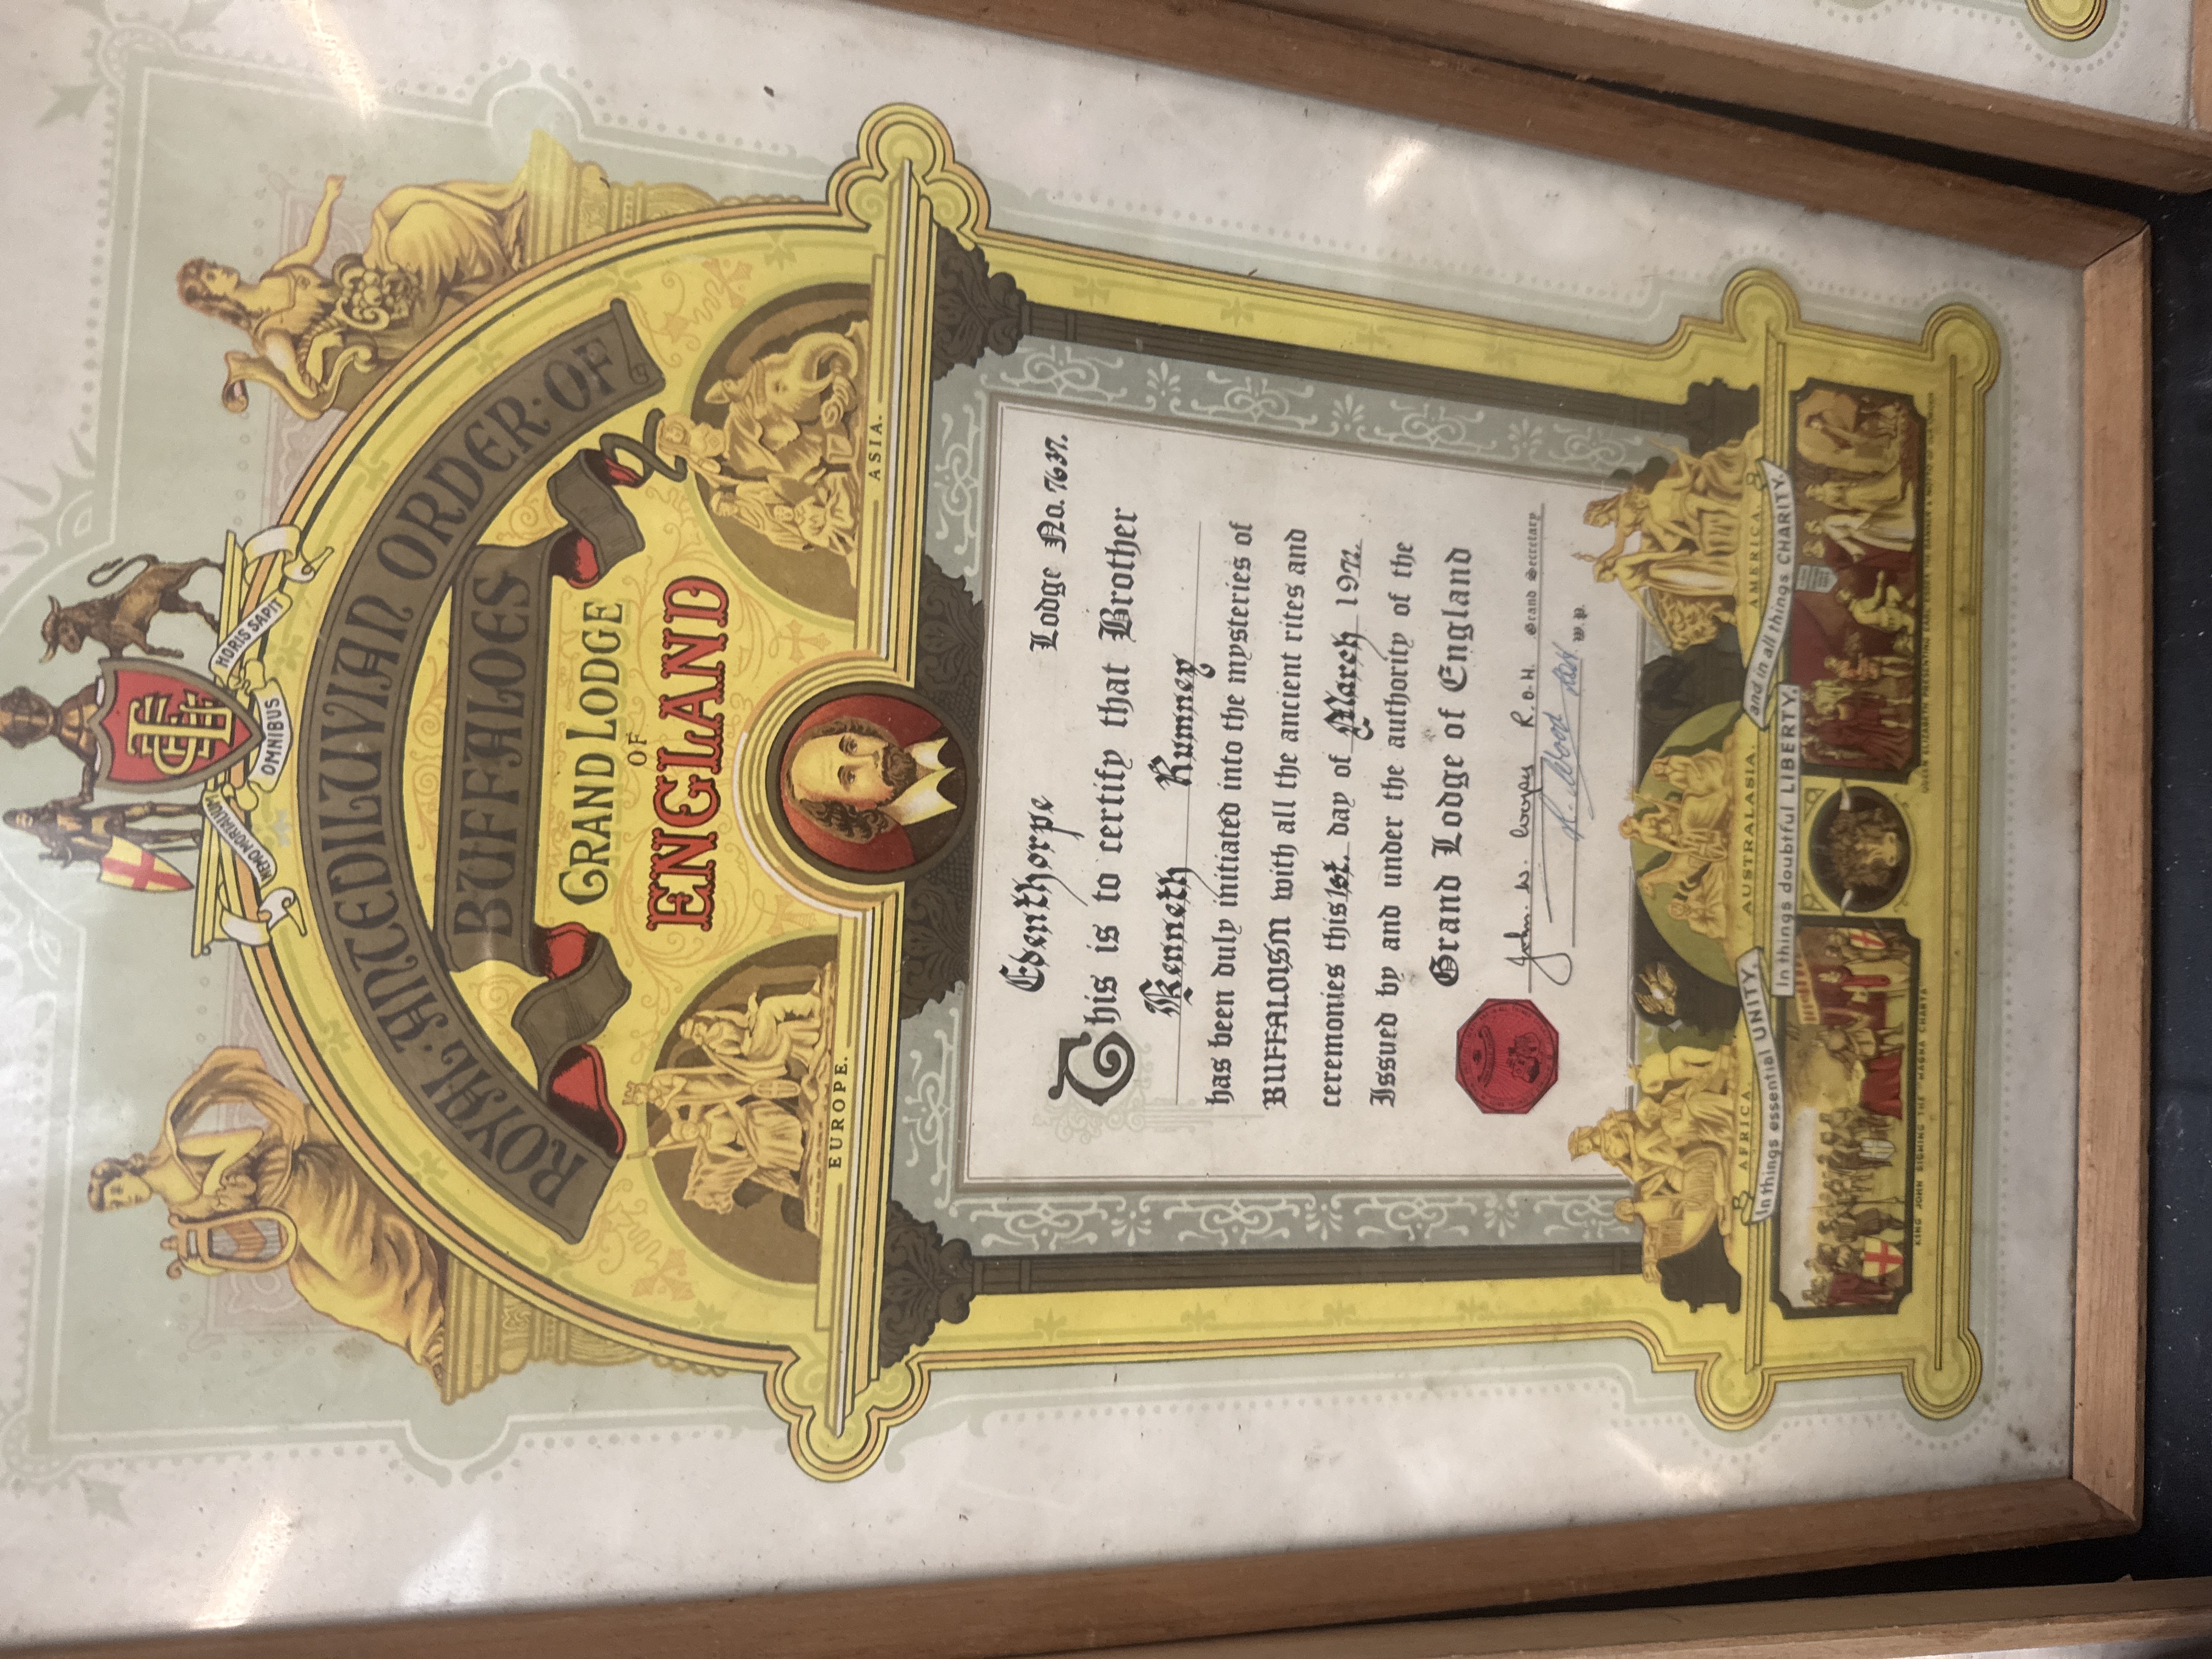 NEMO MORTALIUM OMNIBUS HORIS SAPIT
ROYAL ANTEDILUVIAN ORDER OF
BUFFALOES
GRAND LODGE
OF
ENGLAND
EUROPE.
ASIA.
Edenthorpe Lodge No. 7637.
This is to certify that Brother
Kenneth Rumney
has been duly initiated into the mysteries of
BUFFALOISM with all the ancient rites and
ceremonies this 1st. day of March 1972.
Issued by and under the authority of the
Grand Lodge of England
R.O.H. Grand Secretary
W.P.
AFRICA.
AUSTRALASIA.
AMERICA.
In things essential UNITY,
In things doubtful LIBERTY,
and in all things CHARITY.
KING JOHN SIGNING THE "MAGNA CHARTA"